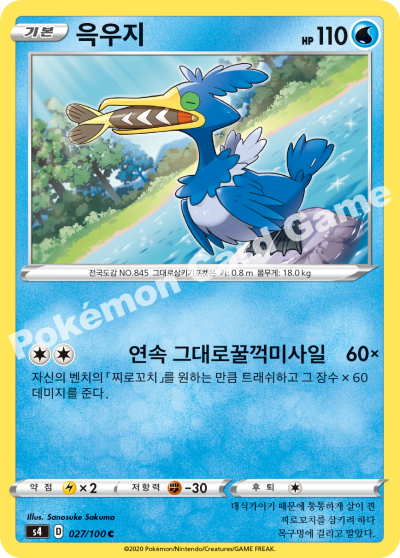 기본 윽우지 HP 110
전국도감 NO.845 그대로삼키기포켓몬 키: 0.8 m 몸무게: 18.0 kg
Pokémon Card Game
연속 그대로꿀꺽미사일 60×
자신의 벤치의 「찌로꼬치」를 원하는 만큼 트래쉬하고 그 장수 × 60
데미지를 준다.
약점 ×2 저항력 -30 후퇴
Illus. Sanosuke Sakuma
대식가이기 때문에 통통하게 살이 찐
s4 D 027/100 C
찌로꼬치를 삼키려 하다
목구멍에 걸리고 말았다.
©2020 Pokémon/Nintendo/Creatures/GAME FREAK.